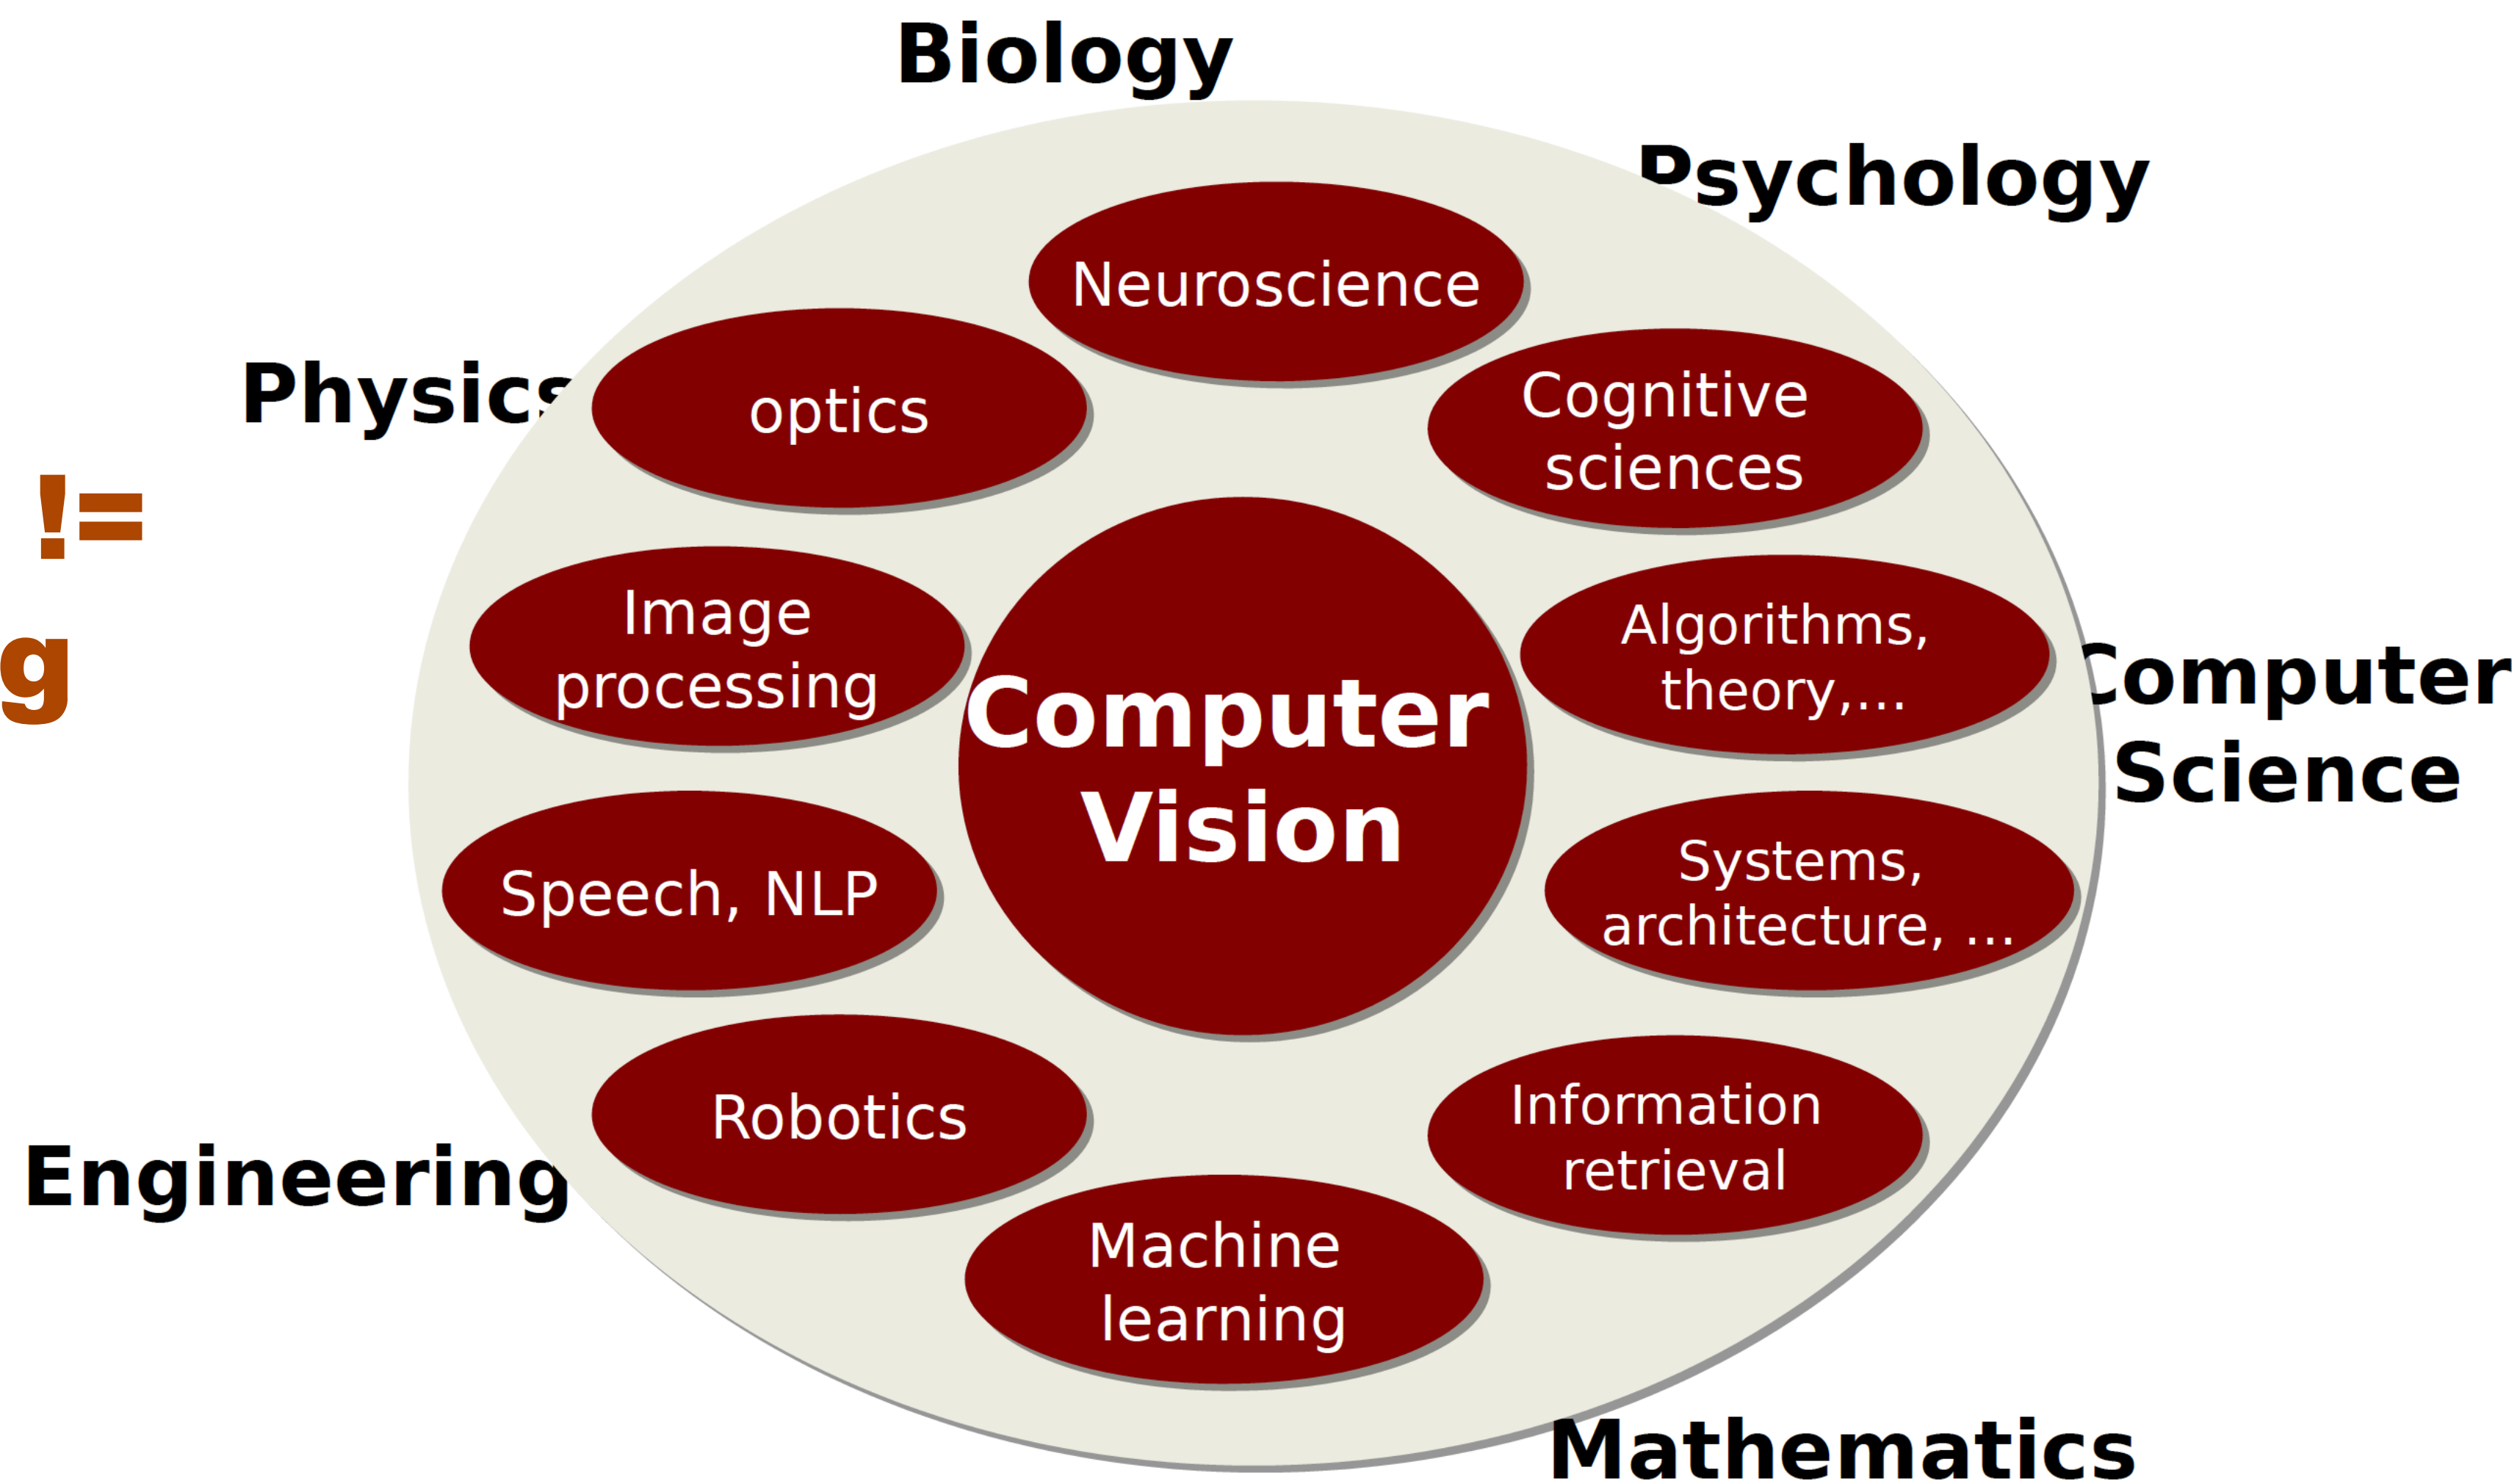 Biology
Psychology
Neuroscience
Physics
optics
Cognitive
sciences
!=
g
Image
processing
Algorithms,
theory,...
Computer
Science
Computer
Vision
Speech, NLP
Systems,
architecture, ...
Robotics
Information
retrieval
Engineering
Machine
learning
Mathematics